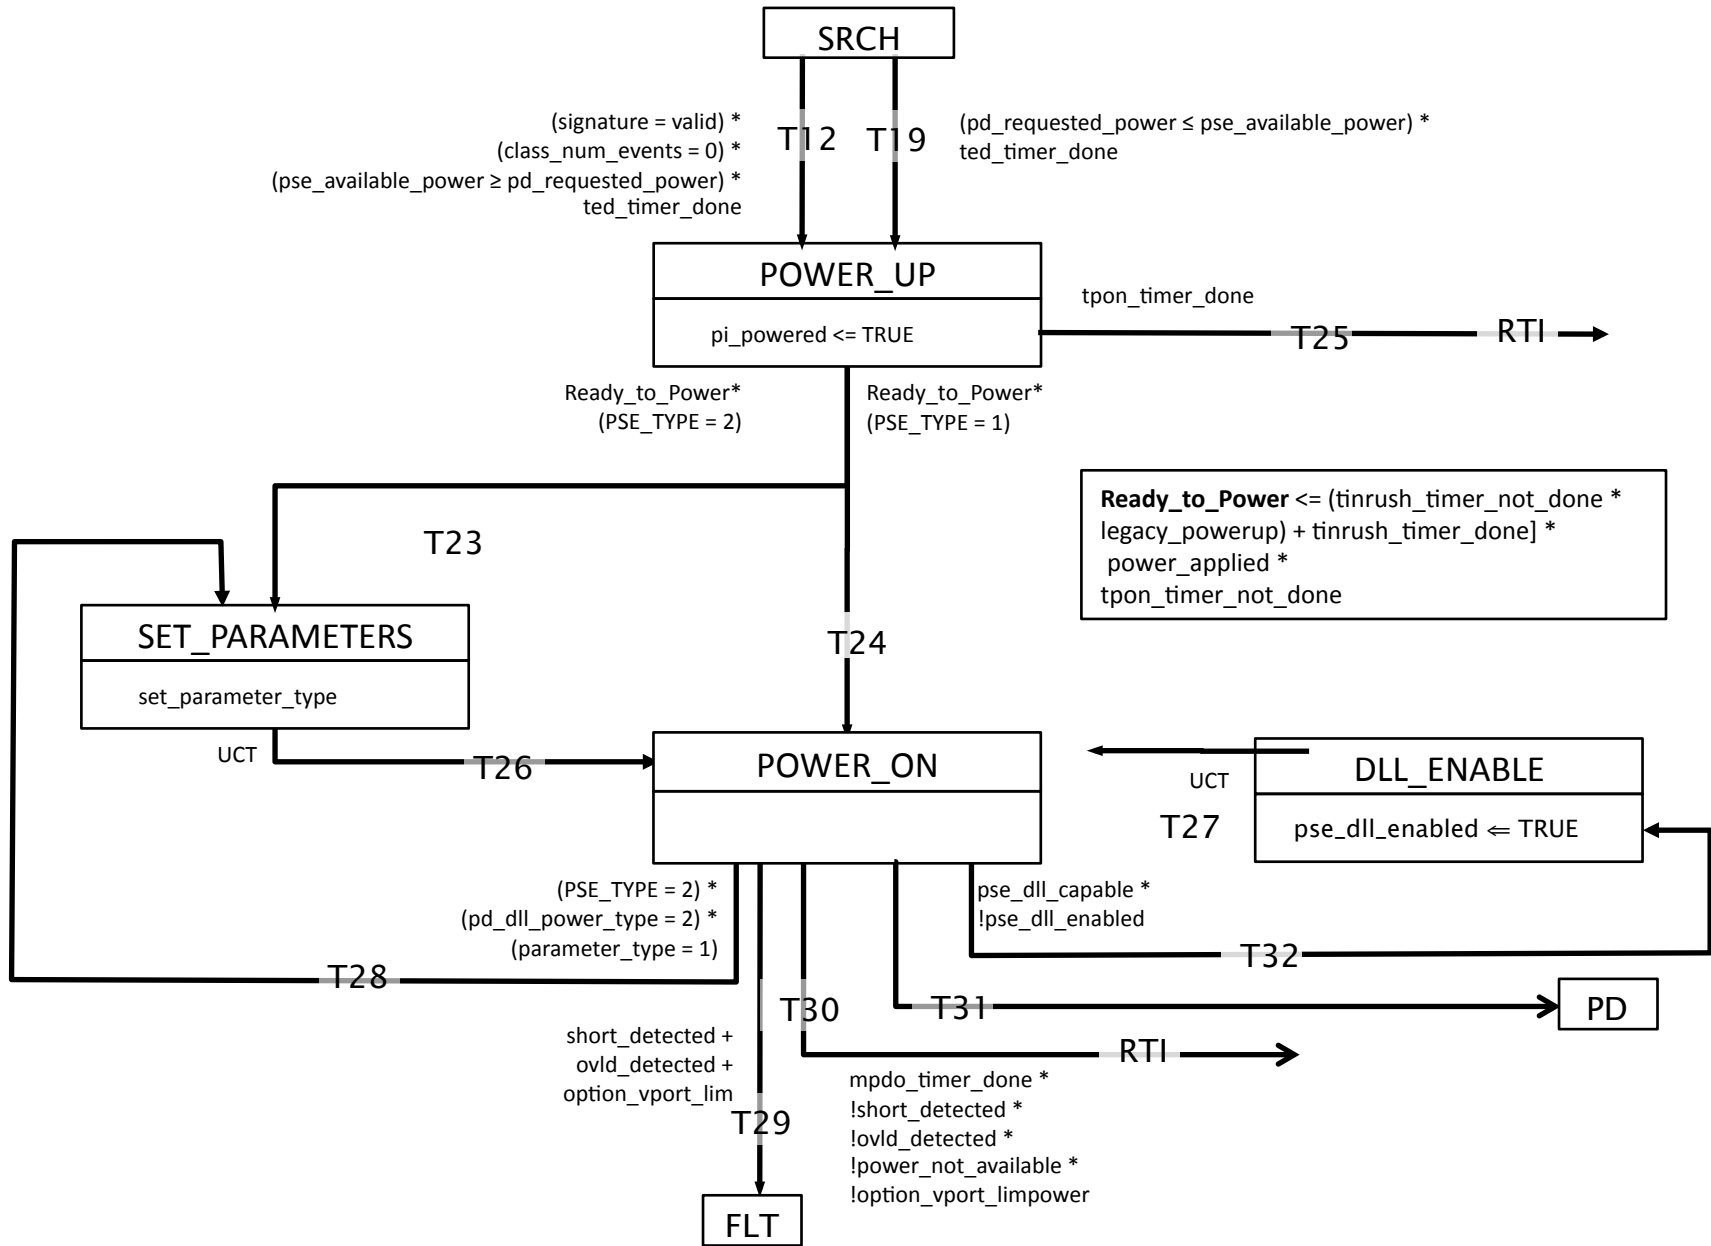 SRCH
(signature = valid) *
(class_num_events = 0) *
(pse_available_power ≥ pd_requested_power) *
ted_timer_done
T12
T19
(pd_requested_power ≤ pse_available_power) *
ted_timer_done
POWER_UP
pi_powered <= TRUE
tpon_timer_done
T25
RTI
Ready_to_Power*
(PSE_TYPE = 2)
Ready_to_Power*
(PSE_TYPE = 1)
Ready_to_Power <= (tinrush_timer_not_done *
legacy_powerup) + tinrush_timer_done] *
power_applied *
tpon_timer_not_done
T23
T24
SET_PARAMETERS
set_parameter_type
UCT
T26
POWER_ON
UCT
T27
DLL_ENABLE
pse_dll_enabled ⇐ TRUE
(PSE_TYPE = 2) *
(pd_dll_power_type = 2) *
(parameter_type = 1)
pse_dll_capable *
!pse_dll_enabled
T28
T32
T30
T31
PD
short_detected +
ovld_detected +
option_vport_lim
T29
RTI
mpdo_timer_done *
!short_detected *
!ovld_detected *
!power_not_available *
!option_vport_limpower
FLT